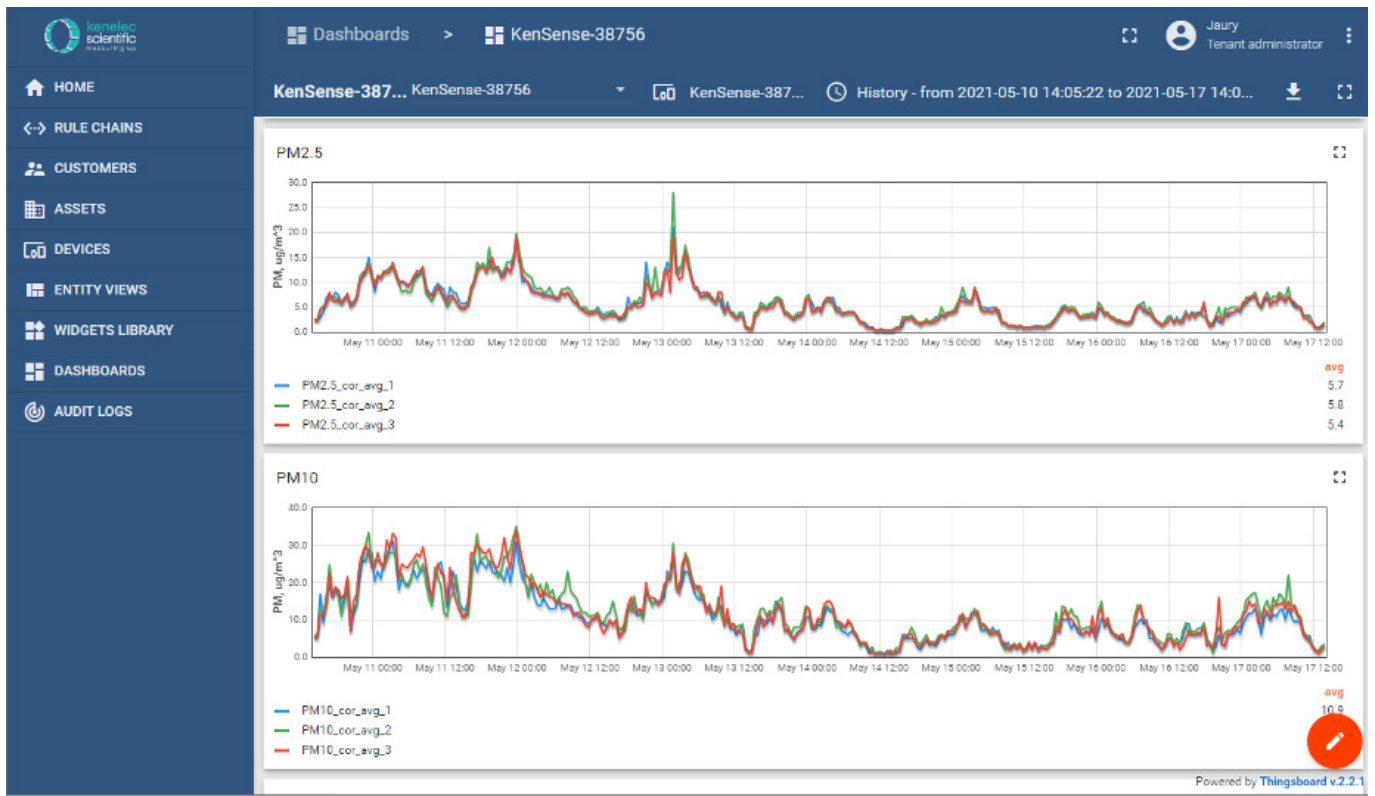 kenelec
scientific
measuring up
Dashboards > KenSense-38756
Jaury
Tenant administrator
HOME
RULE CHAINS
CUSTOMERS
ASSETS
DEVICES
ENTITY VIEWS
WIDGETS LIBRARY
DASHBOARDS
AUDIT LOGS
KenSense-387... KenSense-38756 KenSense-387... History - from 2021-05-10 14:05:22 to 2021-05-17 14:0...
PM2.5
30.0
25.0
20.0
15.0
10.0
5.0
0.0
PM, ug/m^3
May 11 00:00 May 11 12:00 May 12 00:00 May 12 12:00 May 13 00:00 May 13 12:00 May 14 00:00 May 14 12:00 May 15 00:00 May 15 12:00 May 16 00:00 May 16 12:00 May 17 00:00 May 17 12:00
avg
PM2.5_cor_avg_1 5.7
PM2.5_cor_avg_2 5.8
PM2.5_cor_avg_3 5.4
PM10
40.0
30.0
20.0
10.0
0.0
PM, ug/m^3
May 11 00:00 May 11 12:00 May 12 00:00 May 12 12:00 May 13 00:00 May 13 12:00 May 14 00:00 May 14 12:00 May 15 00:00 May 15 12:00 May 16 00:00 May 16 12:00 May 17 00:00 May 17 12:00
avg
PM10_cor_avg_1 10.9
PM10_cor_avg_2
PM10_cor_avg_3
Powered by Thingsboard v.2.2.1